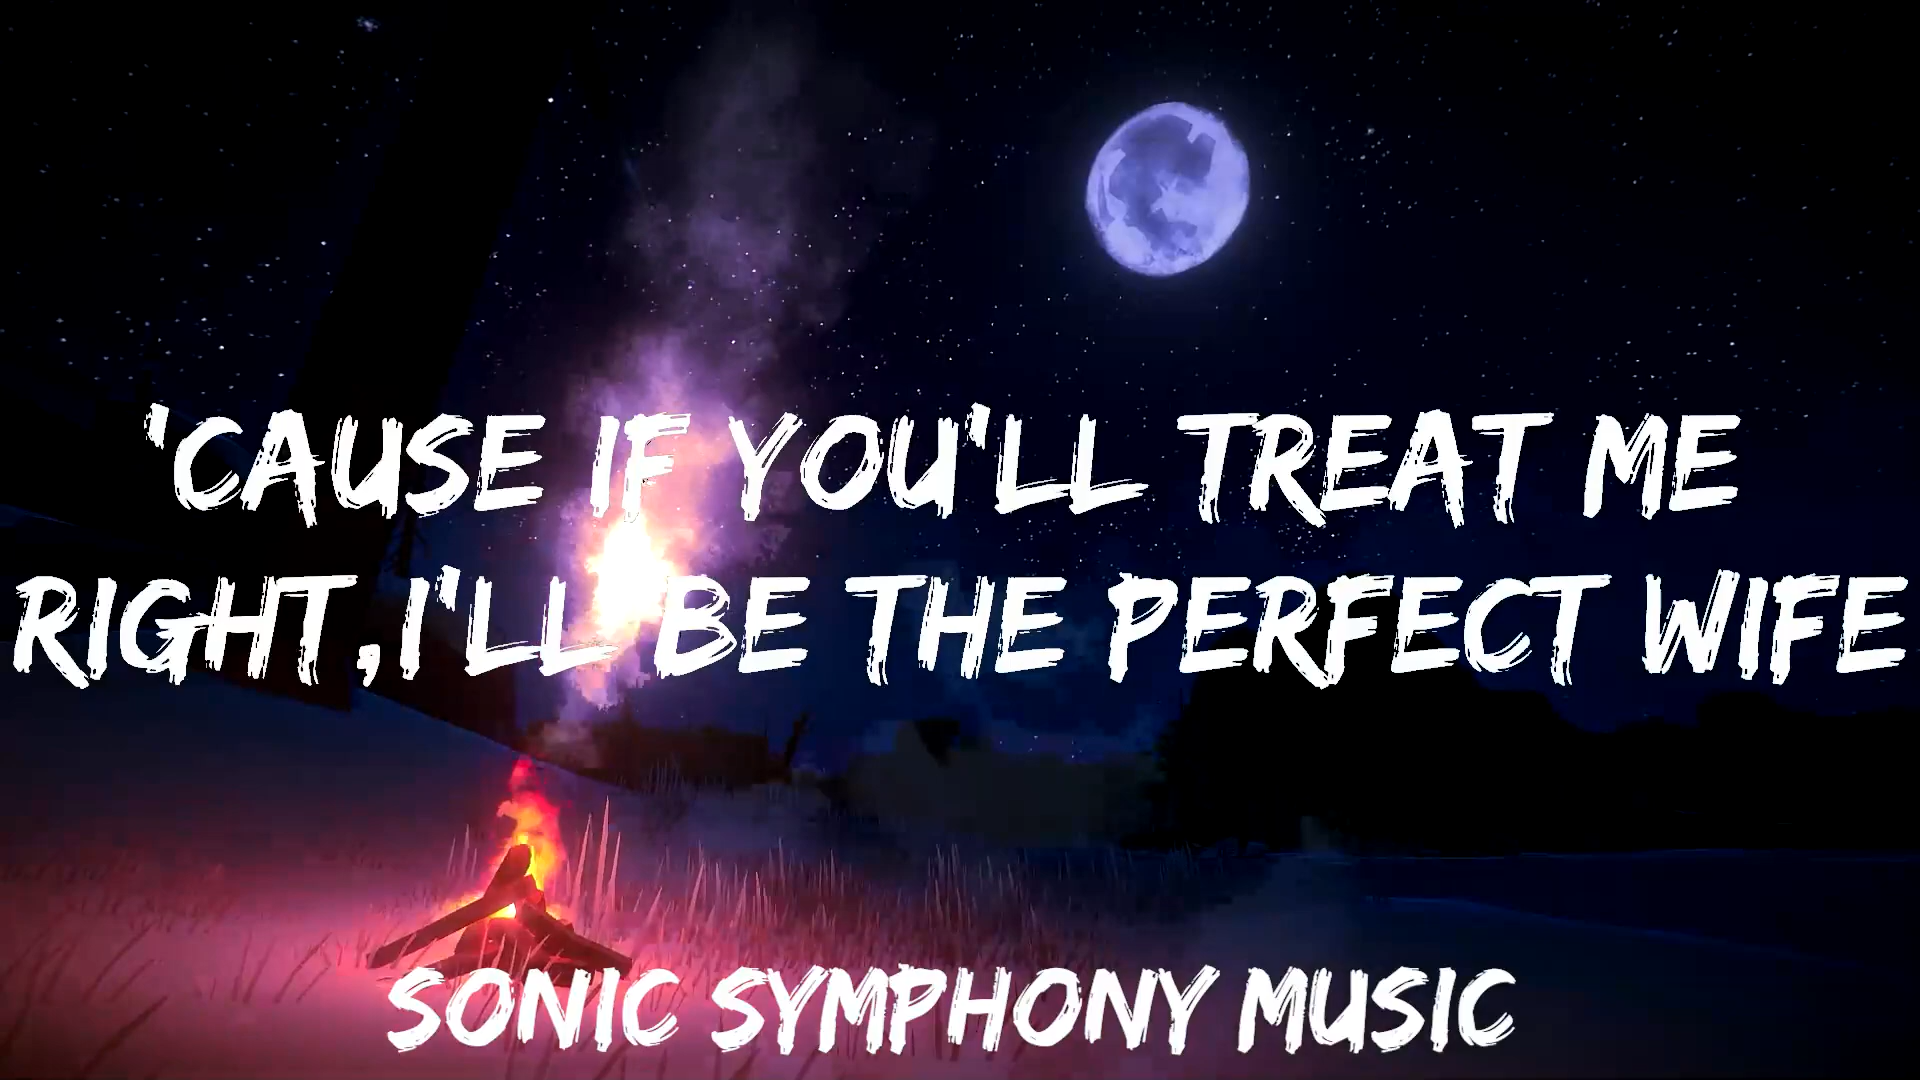 'CAUSE IF YOU'LL TREAT ME
RIGHT,I'LL BE THE PERFECT WIFE
SONIC SYMPHONY MUSIC